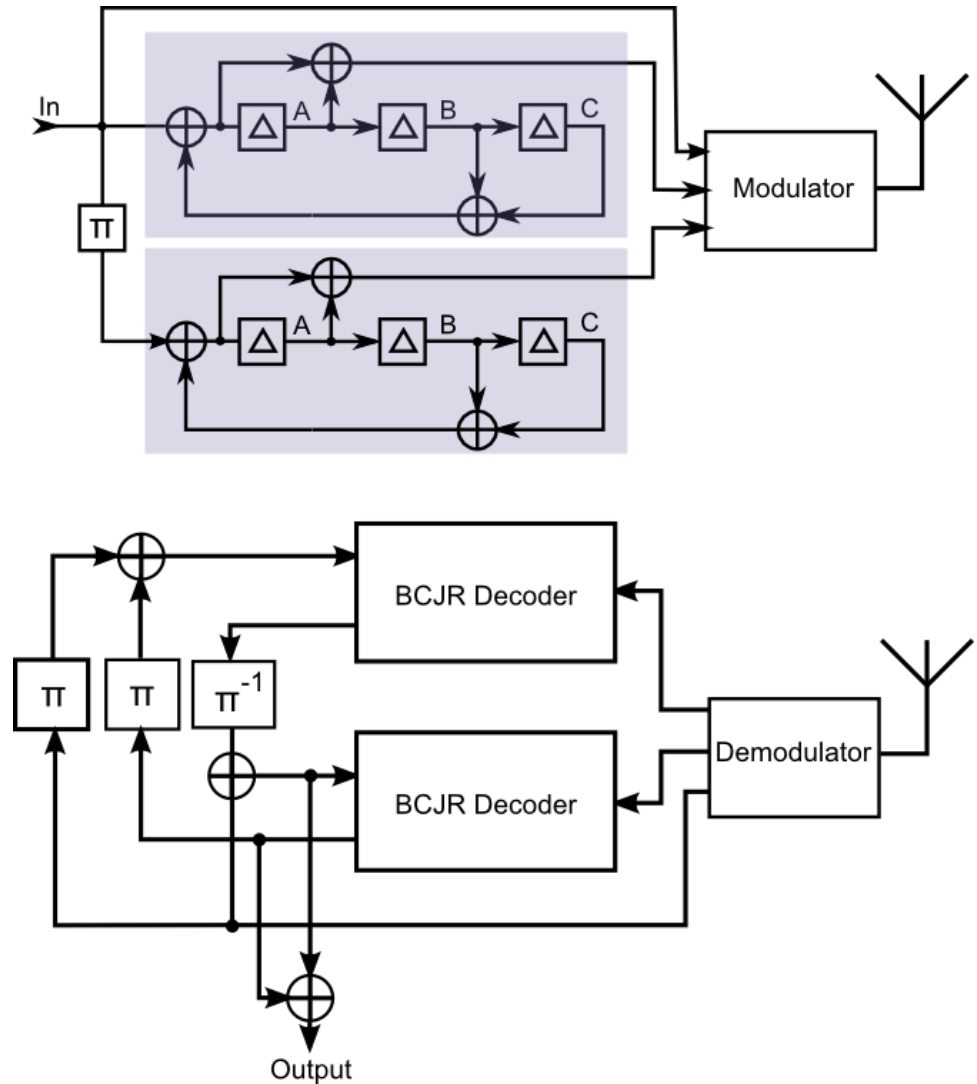 In
A
B
C
Δ
Δ
Δ
Modulator
π
A
B
C
Δ
Δ
Δ
BCJR Decoder
π
π
π-1
BCJR Decoder
Demodulator
Output